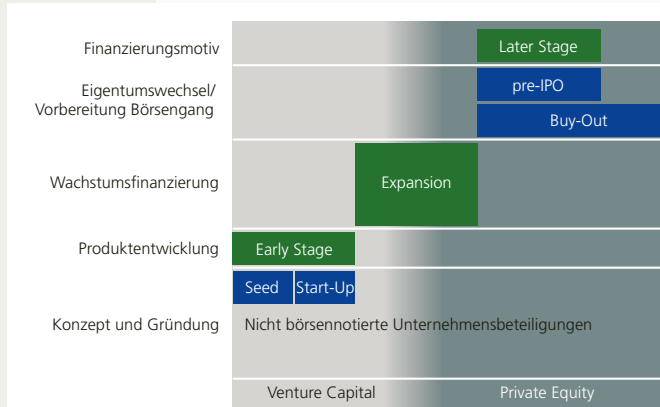 Finanzierungsmotiv
Later Stage
Eigentumswechsel/
Vorbereitung Börsengang
pre-IPO
Buy-Out
Wachstumsfinanzierung
Expansion
Produktentwicklung
Early Stage
Seed
Start-Up
Konzept und Gründung
Nicht börsennotierte Unternehmensbeteiligungen
Venture Capital
Private Equity